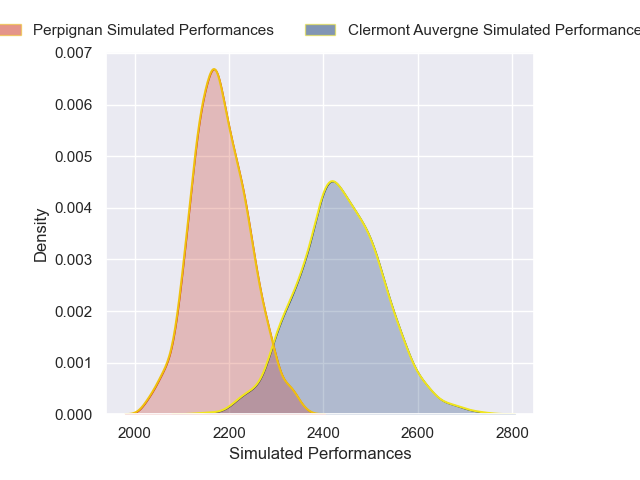 Perpignan Simulated Performances Clermont Auvergne Simulated Performance
0.007
0.006
0.005
0.004
0.003
0.002
0.001
0.000
Density
2000 2200 2400 2600 2800
Simulated Performances